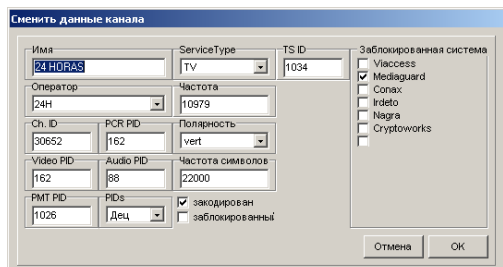 Сменить данные канала
Имя
24 HORAS
ServiceType
TV
TS ID
1034
Оператор
24H
Частота
10979
Ch. ID
30652
PCR PID
162
Полярность
vert
Video PID
162
Audio PID
88
Частота символов
22000
PMT PID
1026
PIDs
Дец
закодирован
заблокированный
Заблокированная система
Viaccess
Mediaguard
Conax
Irdeto
Nagra
Cryptoworks
Отмена
OK